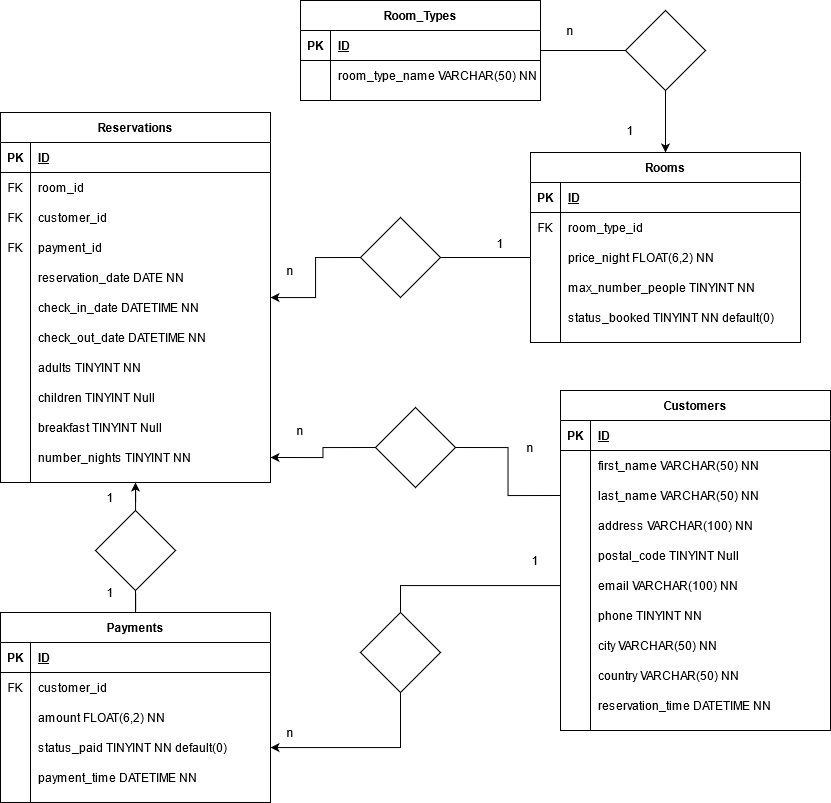 Room_Types
PK ID
room_type_name VARCHAR(50) NN
n
1
Reservations
PK ID
FK room_id
FK customer_id
FK payment_id
reservation_date DATE NN
check_in_date DATETIME NN
check_out_date DATETIME NN
adults TINYINT NN
children TINYINT Null
breakfast TINYINT Null
number_nights TINYINT NN
Rooms
PK ID
FK room_type_id
price_night FLOAT(6,2) NN
max_number_people TINYINT NN
status_booked TINYINT NN default(0)
1
n
Customers
PK ID
first_name VARCHAR(50) NN
last_name VARCHAR(50) NN
address VARCHAR(100) NN
postal_code TINYINT Null
email VARCHAR(100) NN
phone TINYINT NN
city VARCHAR(50) NN
country VARCHAR(50) NN
reservation_time DATETIME NN
n
n
1
1
1
n
Payments
PK ID
FK customer_id
amount FLOAT(6,2) NN
status_paid TINYINT NN default(0)
payment_time DATETIME NN